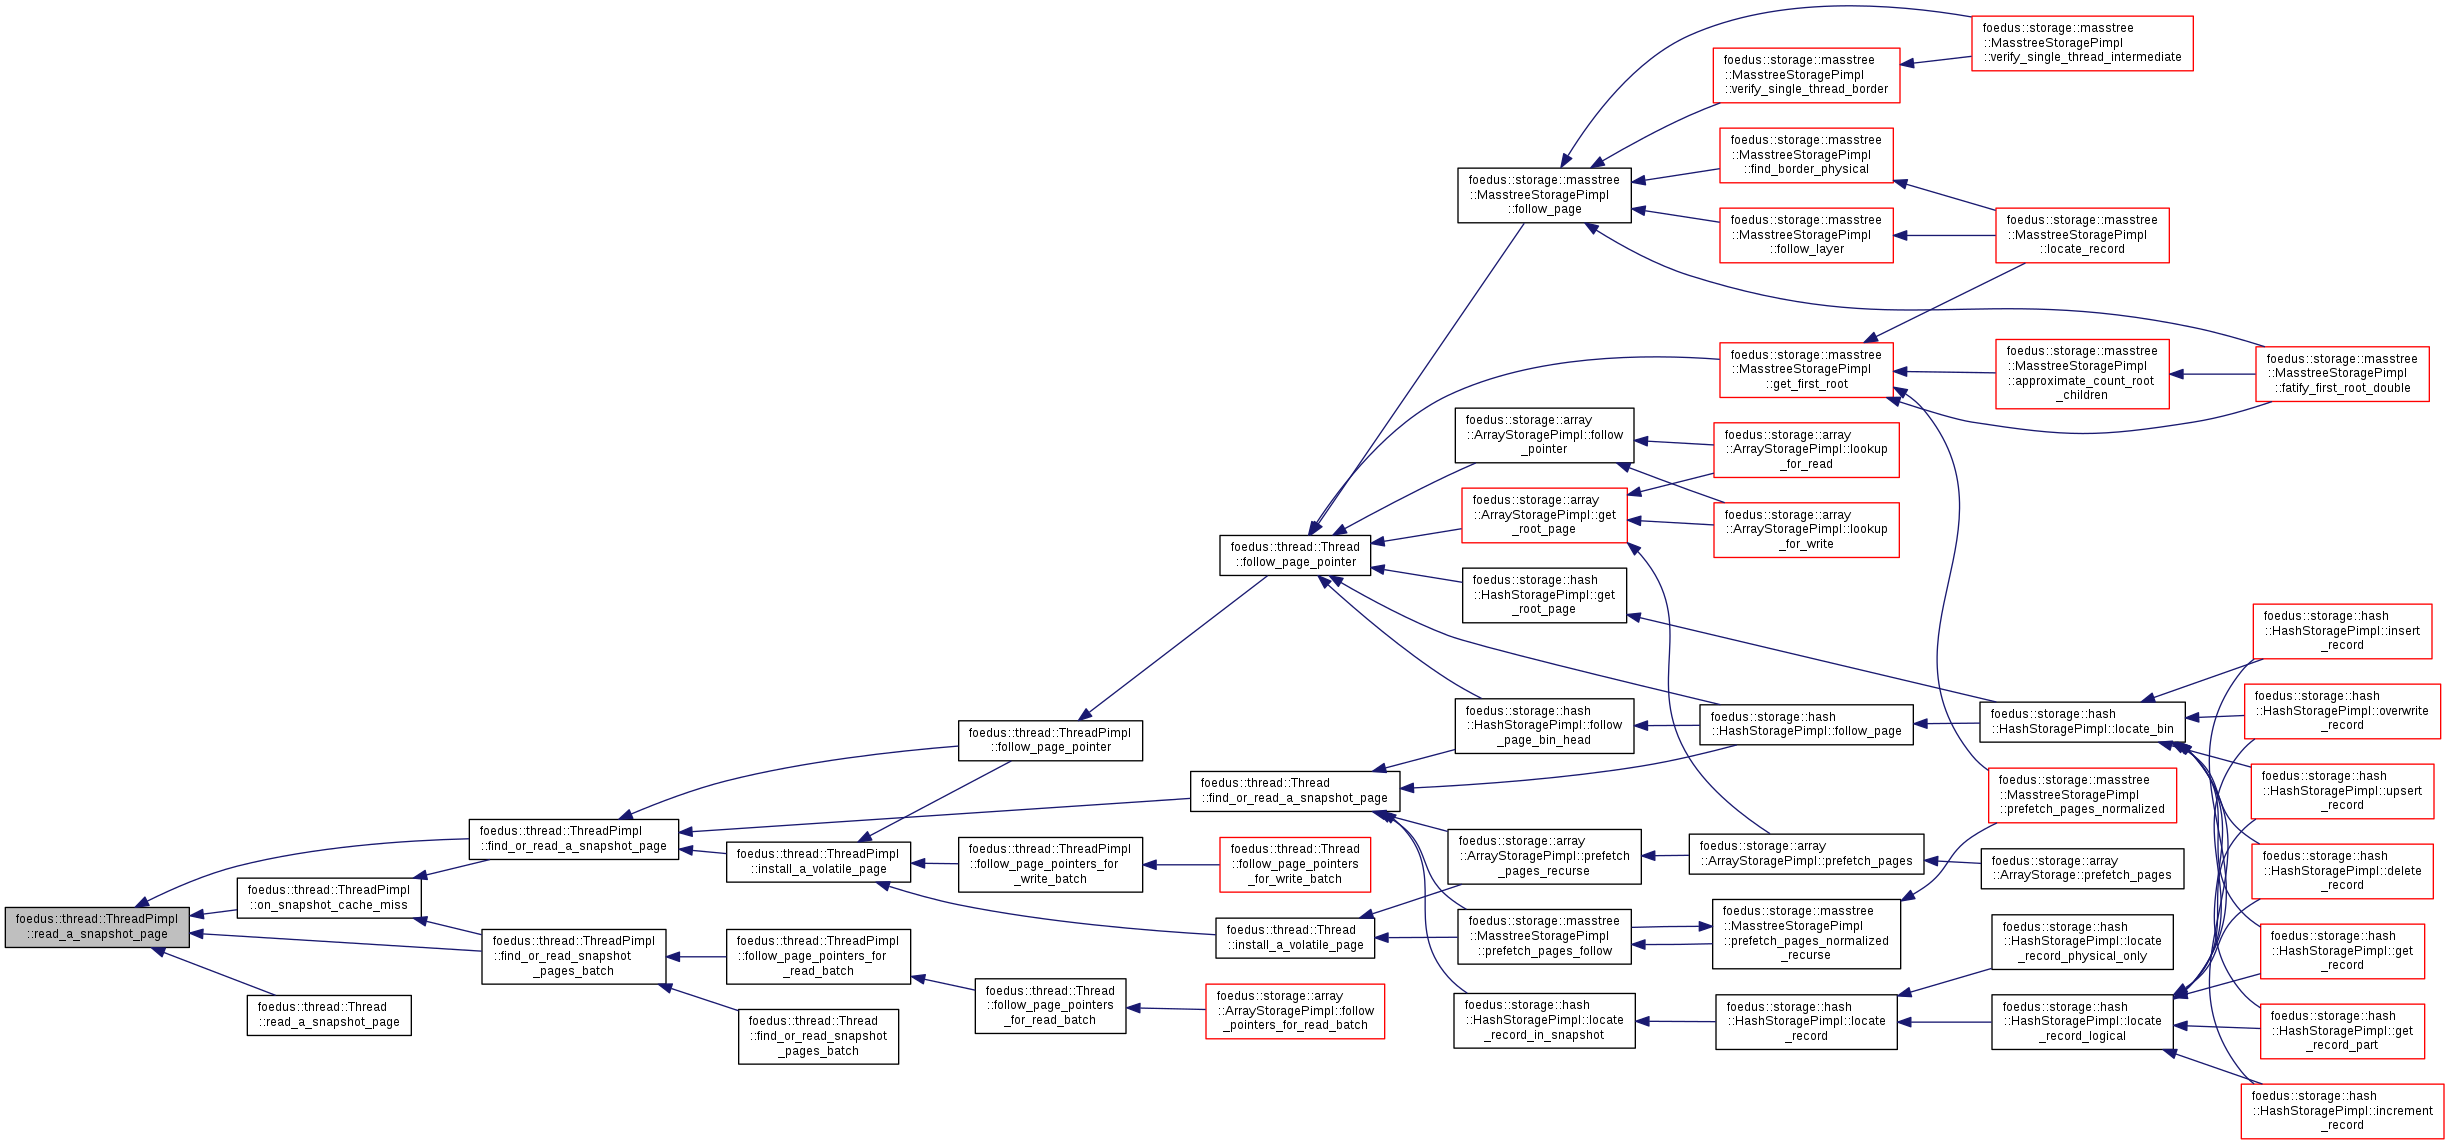 foedus::thread::ThreadPimpl
::read_a_snapshot_page
foedus::thread::ThreadPimpl
::find_or_read_a_snapshot_page
foedus::thread::ThreadPimpl
::on_snapshot_cache_miss
foedus::thread::ThreadPimpl
::find_or_read_snapshot
_pages_batch
foedus::thread::Thread
::read_a_snapshot_page
foedus::thread::ThreadPimpl
::install_a_volatile_page
foedus::thread::ThreadPimpl
::follow_page_pointers_for
_read_batch
foedus::thread::Thread
::find_or_read_snapshot
_pages_batch
foedus::thread::ThreadPimpl
::follow_page_pointer
foedus::thread::ThreadPimpl
::follow_page_pointers_for
_write_batch
foedus::thread::Thread
::follow_page_pointers
_for_read_batch
foedus::thread::Thread
::follow_page_pointer
foedus::thread::Thread
::find_or_read_a_snapshot_page
foedus::thread::Thread
::follow_page_pointers
_for_write_batch
foedus::thread::Thread
::install_a_volatile_page
foedus::storage::array
::ArrayStoragePimpl::follow
_pointers_for_read_batch
foedus::storage::masstree
::MasstreeStoragePimpl
::follow_page
foedus::storage::array
::ArrayStoragePimpl::follow
_pointer
foedus::storage::array
::ArrayStoragePimpl::get
_root_page
foedus::storage::hash
::HashStoragePimpl::get
_root_page
foedus::storage::hash
::HashStoragePimpl::follow
_page_bin_head
foedus::storage::array
::ArrayStoragePimpl::prefetch
_pages_recurse
foedus::storage::masstree
::MasstreeStoragePimpl
::prefetch_pages_follow
foedus::storage::hash
::HashStoragePimpl::locate
_record_in_snapshot
foedus::storage::masstree
::MasstreeStoragePimpl
::verify_single_thread_border
foedus::storage::masstree
::MasstreeStoragePimpl
::find_border_physical
foedus::storage::masstree
::MasstreeStoragePimpl
::follow_layer
foedus::storage::masstree
::MasstreeStoragePimpl
::get_first_root
foedus::storage::array
::ArrayStoragePimpl::lookup
_for_read
foedus::storage::array
::ArrayStoragePimpl::lookup
_for_write
foedus::storage::hash
::HashStoragePimpl::follow_page
foedus::storage::array
::ArrayStoragePimpl::prefetch_pages
foedus::storage::masstree
::MasstreeStoragePimpl
::prefetch_pages_normalized
_recurse
foedus::storage::hash
::HashStoragePimpl::locate
_record
foedus::storage::masstree
::MasstreeStoragePimpl
::verify_single_thread_intermediate
foedus::storage::masstree
::MasstreeStoragePimpl
::locate_record
foedus::storage::masstree
::MasstreeStoragePimpl
::approximate_count_root
_children
foedus::storage::hash
::HashStoragePimpl::locate_bin
foedus::storage::masstree
::MasstreeStoragePimpl
::prefetch_pages_normalized
foedus::storage::array
::ArrayStorage::prefetch_pages
foedus::storage::hash
::HashStoragePimpl::locate
_record_physical_only
foedus::storage::hash
::HashStoragePimpl::locate
_record_logical
foedus::storage::masstree
::MasstreeStoragePimpl
::fatify_first_root_double
foedus::storage::hash
::HashStoragePimpl::insert
_record
foedus::storage::hash
::HashStoragePimpl::overwrite
_record
foedus::storage::hash
::HashStoragePimpl::upsert
_record
foedus::storage::hash
::HashStoragePimpl::delete
_record
foedus::storage::hash
::HashStoragePimpl::get
_record
foedus::storage::hash
::HashStoragePimpl::get
_record_part
foedus::storage::hash
::HashStoragePimpl::increment
_record